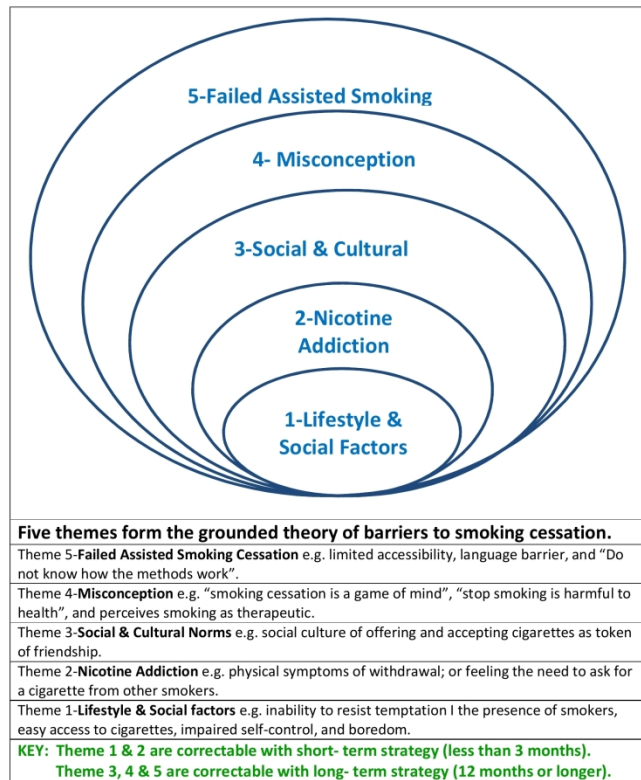 5-Failed Assisted Smoking
4- Misconception
3-Social & Cultural
2-Nicotine
Addiction
1-Lifestyle &
Social Factors
Five themes form the grounded theory of barriers to smoking cessation.
Theme 5-Failed Assisted Smoking Cessation e.g. limited accessibility, language barrier, and “Do
not know how the methods work”.
Theme 4-Misconception e.g. “smoking cessation is a game of mind”, “stop smoking is harmful to
health”, and perceives smoking as therapeutic.
Theme 3-Social & Cultural Norms e.g. social culture of offering and accepting cigarettes as token
of friendship.
Theme 2-Nicotine Addiction e.g. physical symptoms of withdrawal; or feeling the need to ask for
a cigarette from other smokers.
Theme 1-Lifestyle & Social factors e.g. inability to resist temptation I the presence of smokers,
easy access to cigarettes, impaired self-control, and boredom.
KEY: Theme 1 & 2 are correctable with short- term strategy (less than 3 months).
Theme 3, 4 & 5 are correctable with long- term strategy (12 months or longer).